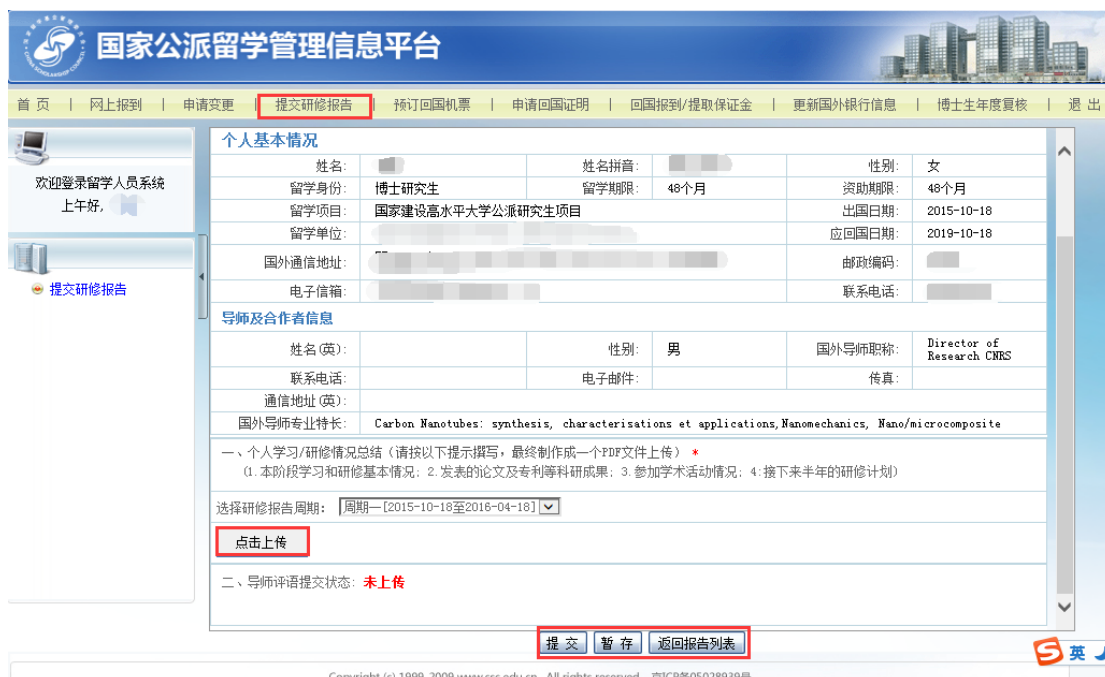 国家公派留学管理信息平台
首 页 | 网上报到 | 申请变更 | 提交研修报告 | 预订回国机票 | 申请回国证明 | 回国报到/提取保证金 | 更新国外银行信息 | 博士生年度复核 | 退 出
欢迎登录留学人员系统
上午好,
提交研修报告
个人基本情况
姓名: 姓名拼音: 性别: 女
留学身份: 博士研究生 留学期限: 48个月 资助期限: 48个月
留学项目: 国家建设高水平大学公派研究生项目 出国日期: 2015-10-18
留学单位: 应回国日期: 2019-10-18
国外通信地址: 邮政编码:
电子信箱: 联系电话:
导师及合作者信息
姓名(英): 性别: 男 国外导师职称: Director of
Research CNRS
联系电话: 电子邮件: 传真:
通信地址(英):
国外导师专业特长: Carbon Nanotubes: synthesis, characterisations et applications,Nanomechanics, Nano/microcomposite
一、个人学习/研修情况总结(请按以下提示撰写,最终制作成一个PDF文件上传) *
(1.本阶段学习和研修基本情况; 2.发表的论文及专利等科研成果; 3.参加学术活动情况; 4:接下来半年的研修计划)
选择研修报告周期: 周期一[2015-10-18至2016-04-18]
点击上传
二、导师评语提交状态: 未上传
提 交 暂 存 返回报告列表
英